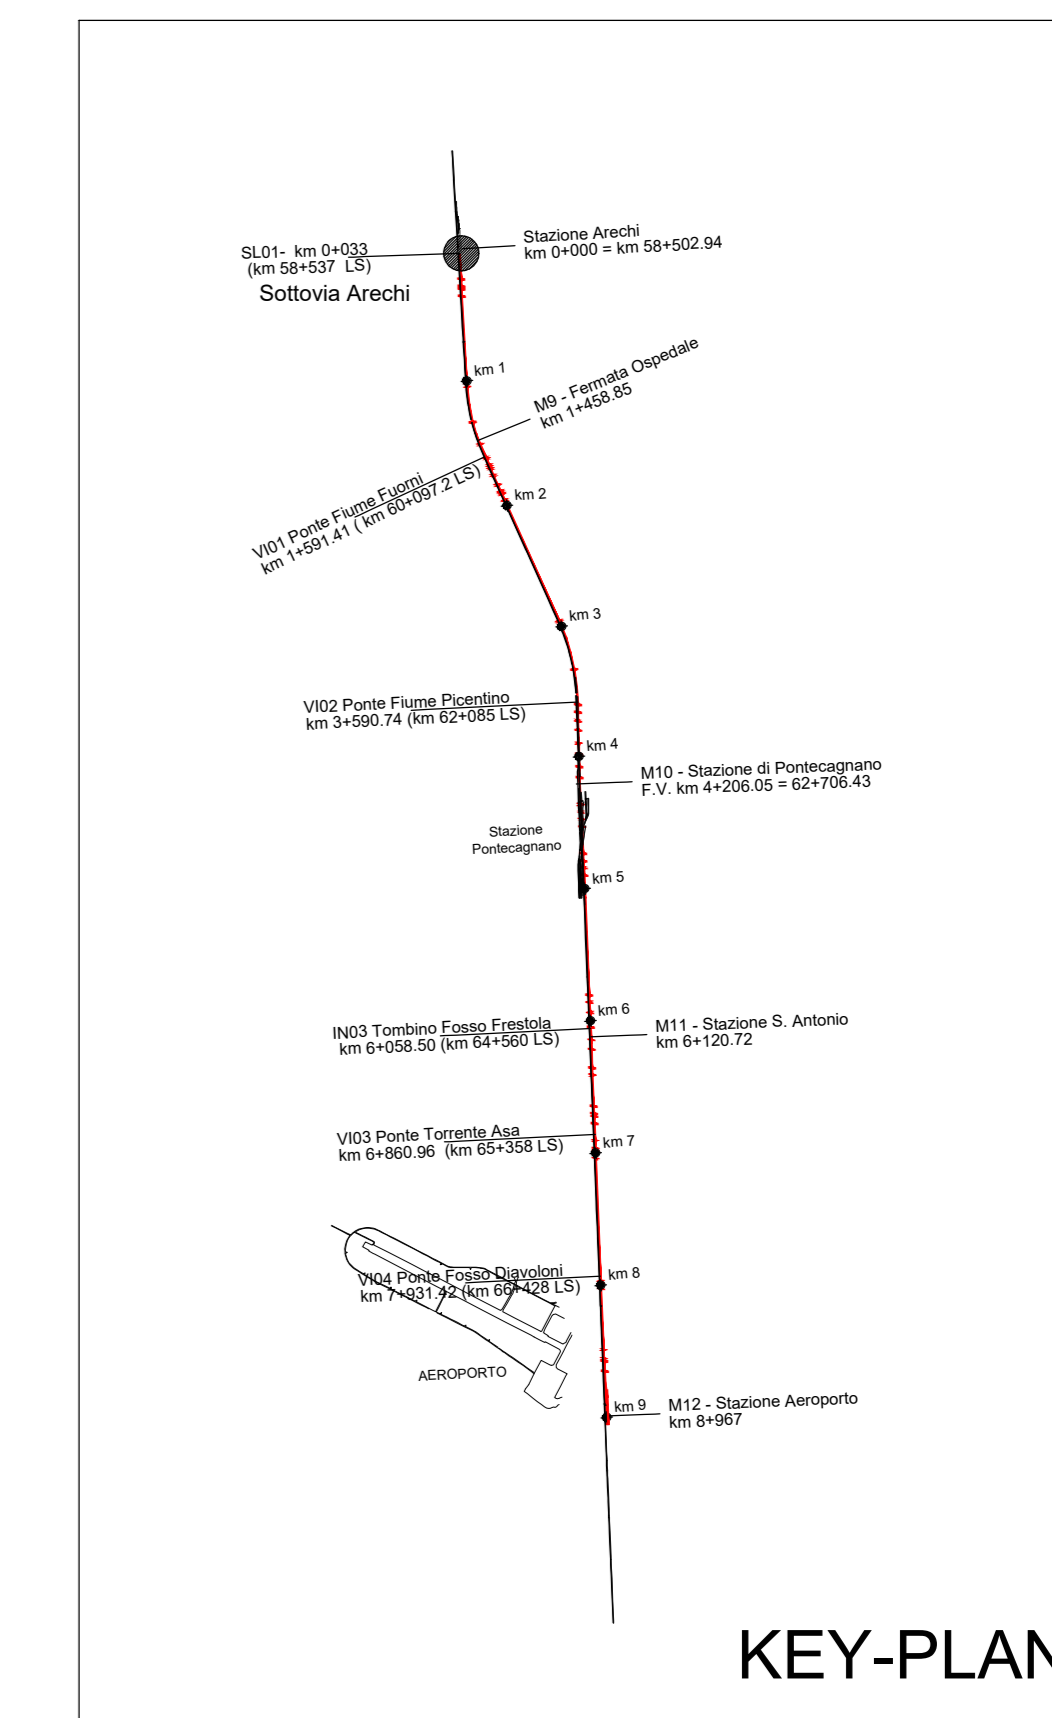 Stazione Arechi
km 0+000 = km 58+502.94
SL01- km 0+033
(km 58+537 LS)
Sottovia Arechi
km 1
M9 - Fermata Ospedale
km 1+458.85
VI01 Ponte Fiume Fuorni
km 1+591.41 ( km 60+097.2 LS)
km 2
km 3
VI02 Ponte Fiume Picentino
km 3+590.74 (km 62+085 LS)
km 4
M10 - Stazione di Pontecagnano
F.V. km 4+206.05 = 62+706.43
Stazione
Pontecagnano
km 5
km 6
IN03 Tombino Fosso Frestola
km 6+058.50 (km 64+560 LS)
M11 - Stazione S. Antonio
km 6+120.72
VI03 Ponte Torrente Asa
km 6+860.96 (km 65+358 LS)
km 7
VI04 Ponte Fosso Diavoloni
km 7+931.42 (km 66+428 LS)
km 8
AEROPORTO
km 9
M12 - Stazione Aeroporto
km 8+967
KEY-PLAN